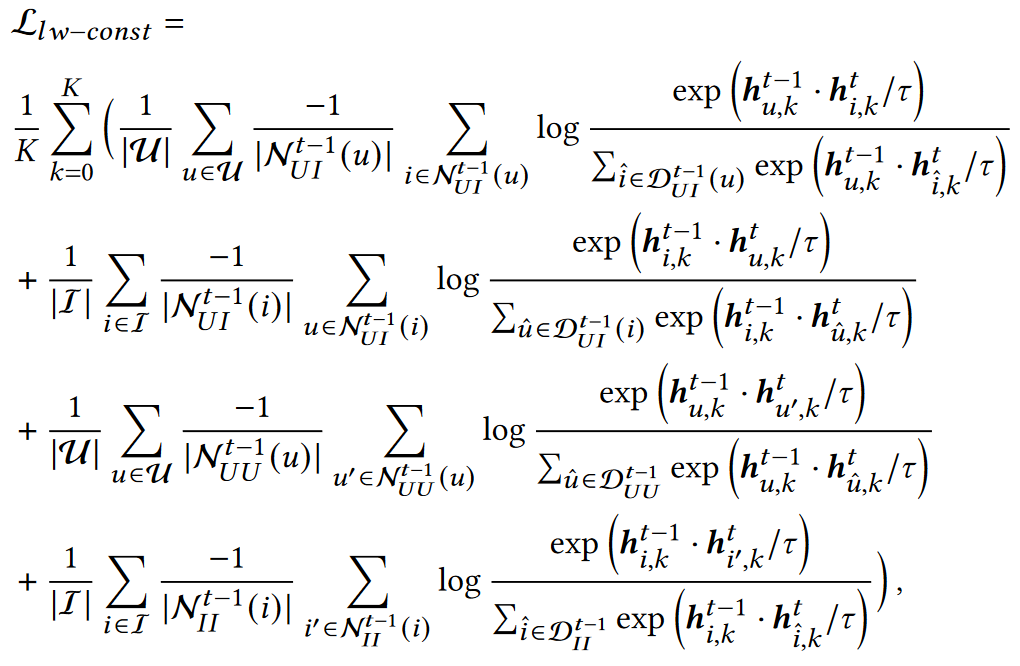 \mathcal{L}_{lw-const} =
\frac{1}{K} \sum_{k=0}^{K} \Big( \frac{1}{|\mathcal{U}|} \sum_{u \in \mathcal{U}} \frac{-1}{|\mathcal{N}_{UI}^{t-1}(u)|} \sum_{i \in \mathcal{N}_{UI}^{t-1}(u)} \log \frac{\exp\left(\boldsymbol{h}_{u,k}^{t-1} \cdot \boldsymbol{h}_{i,k}^{t} / \tau\right)}{\sum_{\hat{i} \in \mathcal{D}_{UI}^{t-1}(u)} \exp\left(\boldsymbol{h}_{u,k}^{t-1} \cdot \boldsymbol{h}_{\hat{i},k}^{t} / \tau\right)}
+ \frac{1}{|\mathcal{I}|} \sum_{i \in \mathcal{I}} \frac{-1}{|\mathcal{N}_{UI}^{t-1}(i)|} \sum_{u \in \mathcal{N}_{UI}^{t-1}(i)} \log \frac{\exp\left(\boldsymbol{h}_{i,k}^{t-1} \cdot \boldsymbol{h}_{u,k}^{t} / \tau\right)}{\sum_{\hat{u} \in \mathcal{D}_{UI}^{t-1}(i)} \exp\left(\boldsymbol{h}_{i,k}^{t-1} \cdot \boldsymbol{h}_{\hat{u},k}^{t} / \tau\right)}
+ \frac{1}{|\mathcal{U}|} \sum_{u \in \mathcal{U}} \frac{-1}{|\mathcal{N}_{UU}^{t-1}(u)|} \sum_{u' \in \mathcal{N}_{UU}^{t-1}(u)} \log \frac{\exp\left(\boldsymbol{h}_{u,k}^{t-1} \cdot \boldsymbol{h}_{u',k}^{t} / \tau\right)}{\sum_{\hat{u} \in \mathcal{D}_{UU}^{t-1}} \exp\left(\boldsymbol{h}_{u,k}^{t-1} \cdot \boldsymbol{h}_{\hat{u},k}^{t} / \tau\right)}
+ \frac{1}{|\mathcal{I}|} \sum_{i \in \mathcal{I}} \frac{-1}{|\mathcal{N}_{II}^{t-1}(i)|} \sum_{i' \in \mathcal{N}_{II}^{t-1}(i)} \log \frac{\exp\left(\boldsymbol{h}_{i,k}^{t-1} \cdot \boldsymbol{h}_{i',k}^{t} / \tau\right)}{\sum_{\hat{i} \in \mathcal{D}_{II}^{t-1}} \exp\left(\boldsymbol{h}_{i,k}^{t-1} \cdot \boldsymbol{h}_{\hat{i},k}^{t} / \tau\right)} \Big),